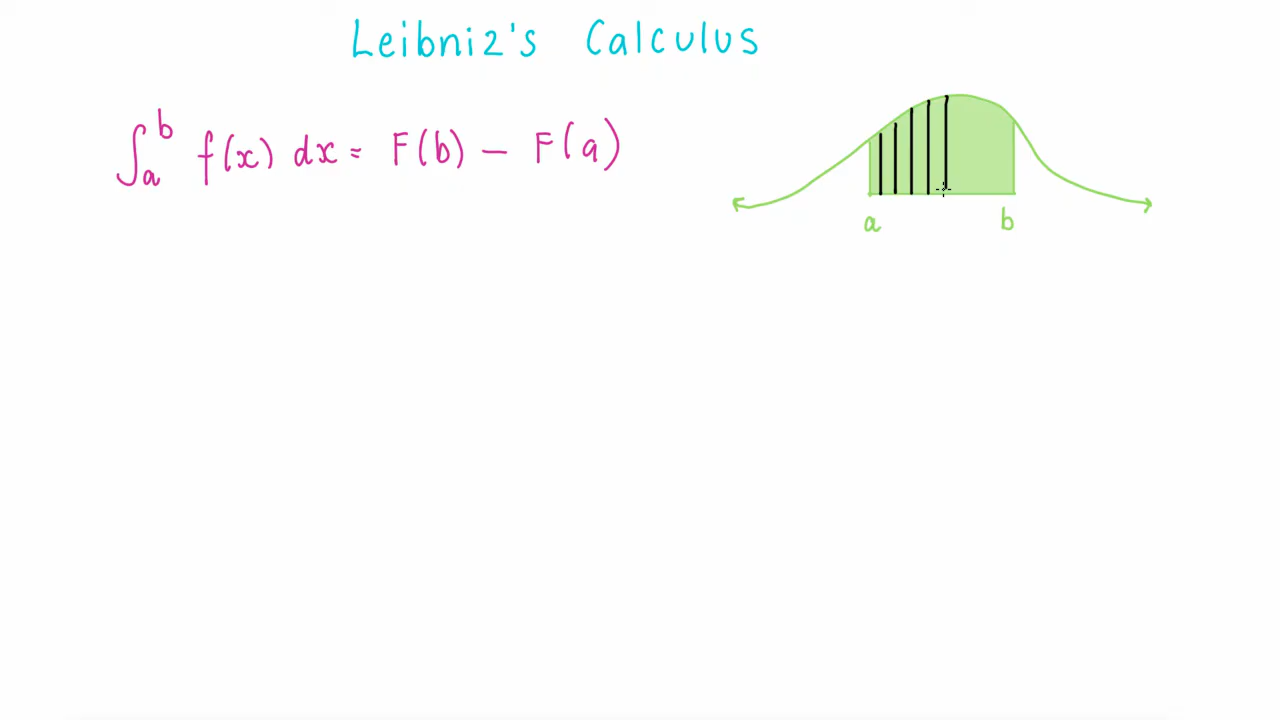 Leibniz's Calculus
∫ₐᵇ f(x) dx = F(b) − F(a)
a b